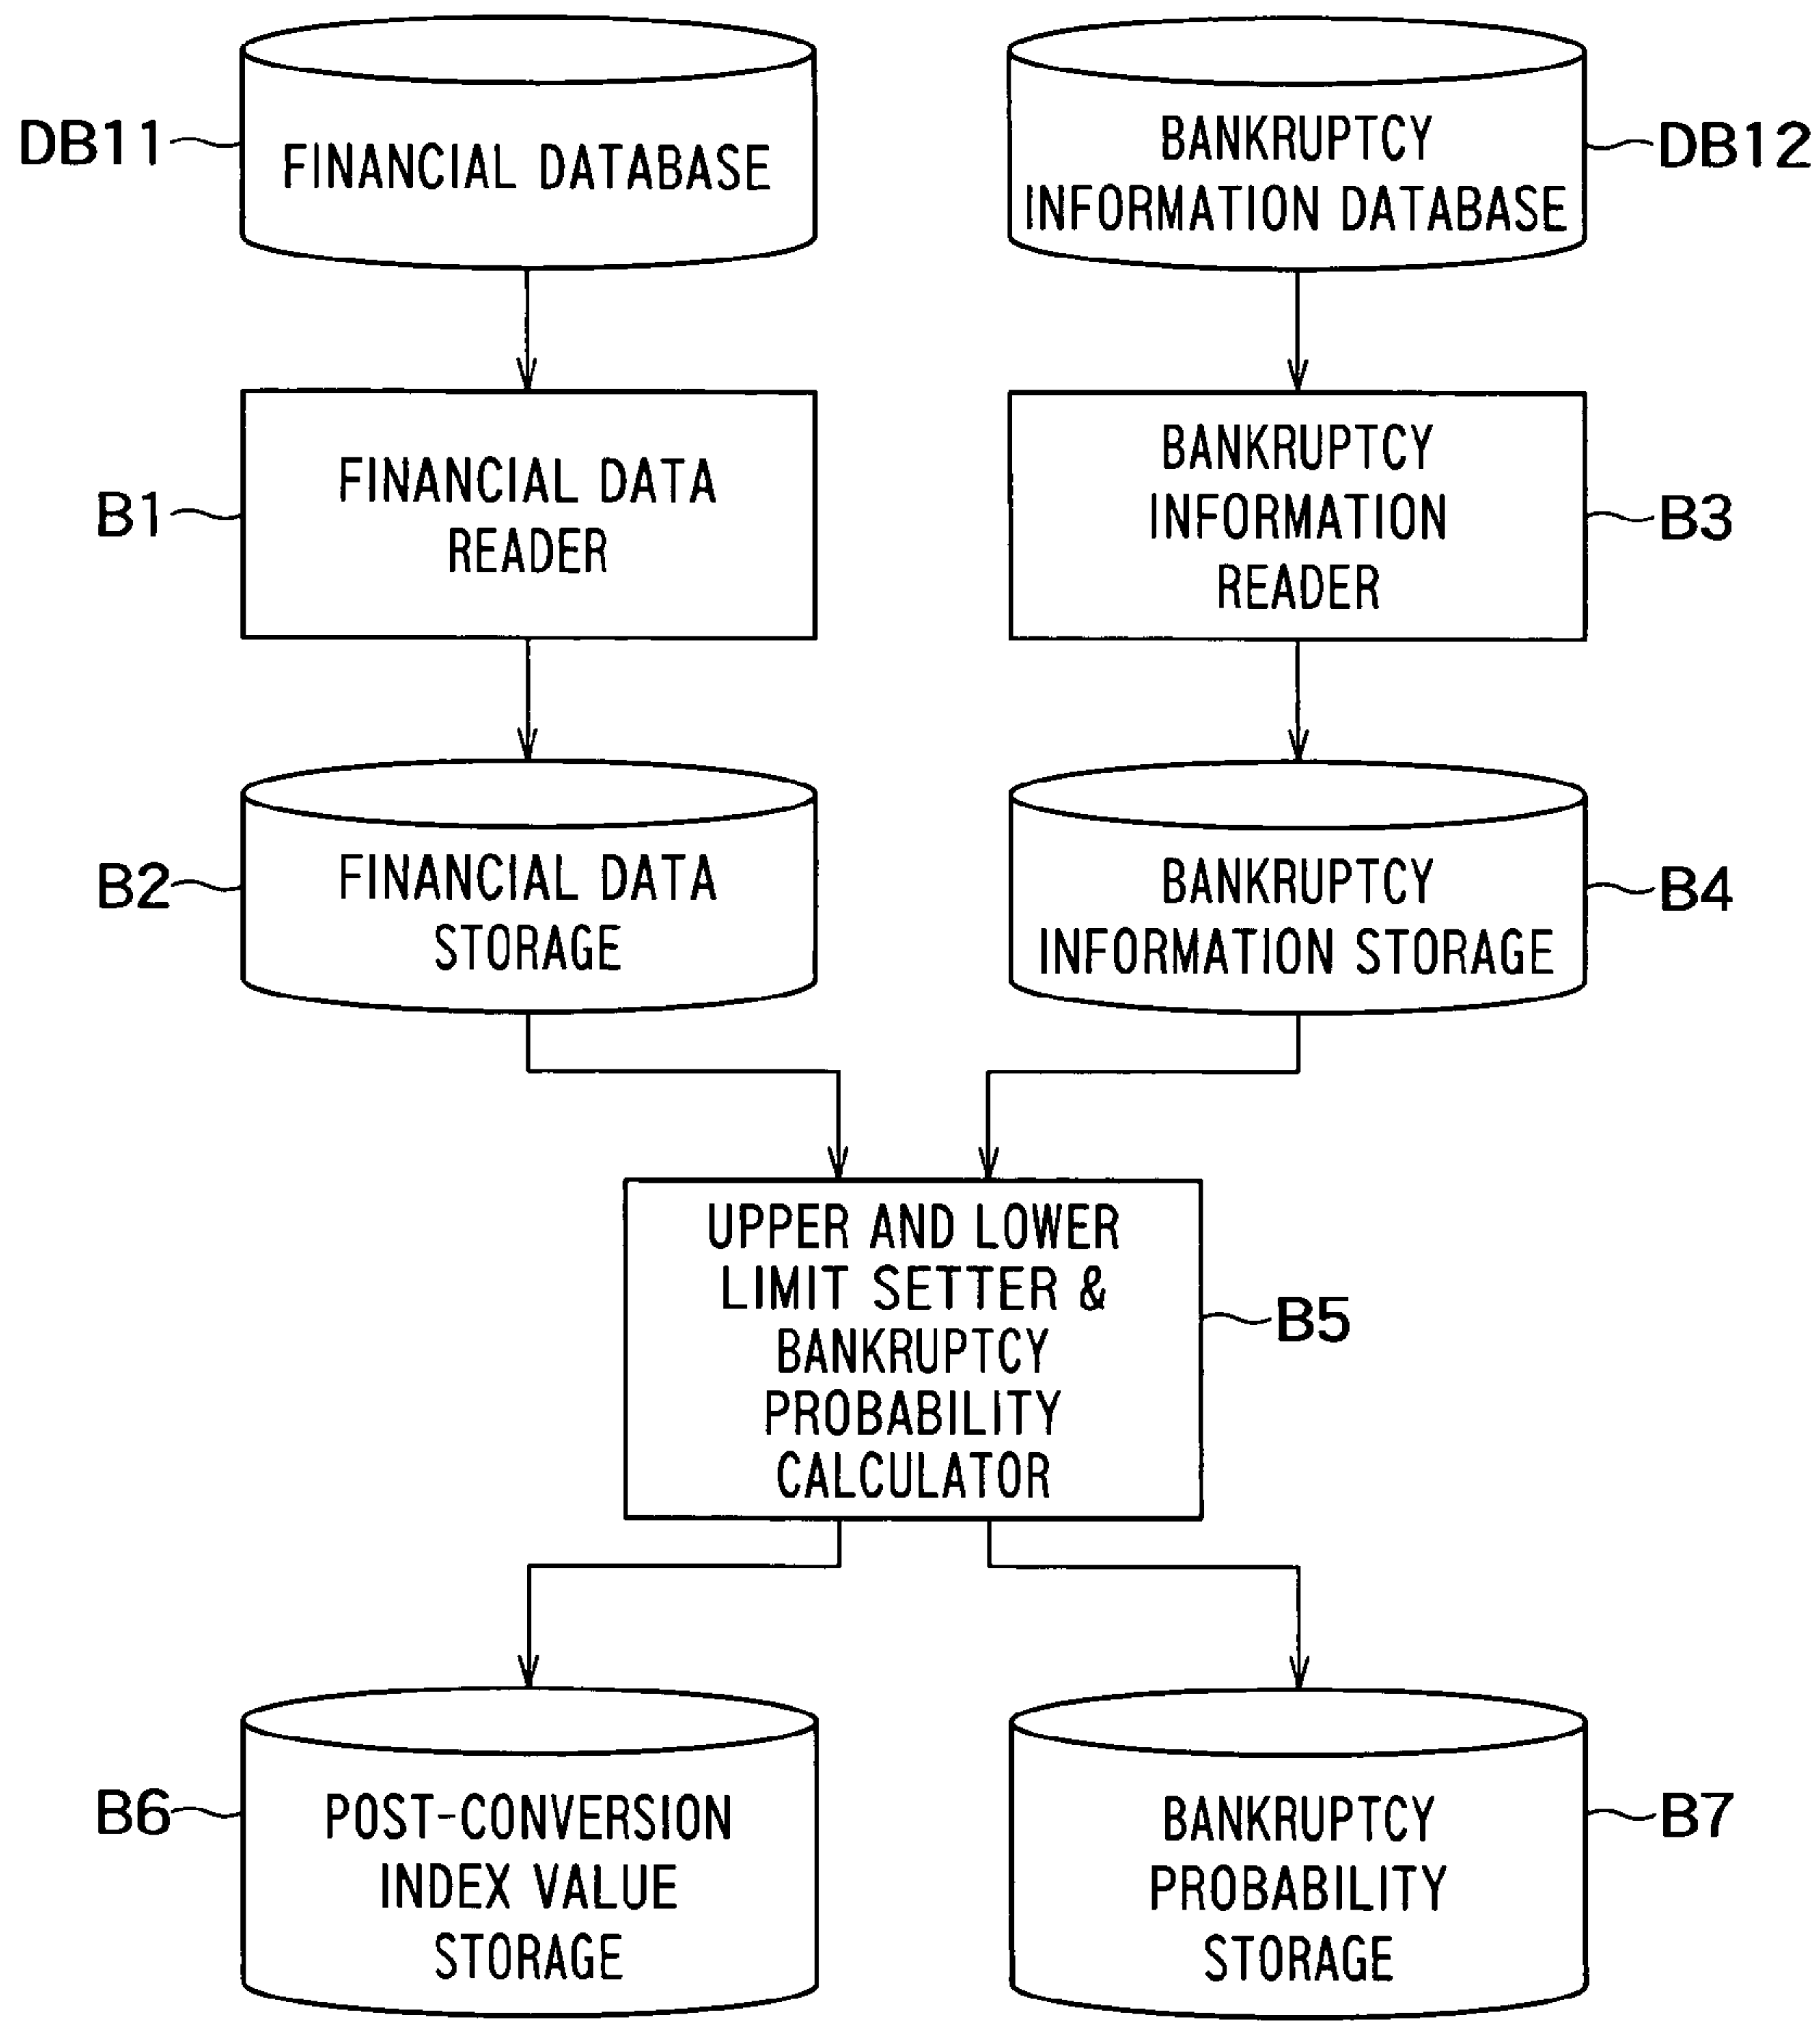 DB11
FINANCIAL DATABASE
BANKRUPTCY
INFORMATION DATABASE
DB12
B1
FINANCIAL DATA
READER
BANKRUPTCY
INFORMATION
READER
B3
B2
FINANCIAL DATA
STORAGE
BANKRUPTCY
INFORMATION STORAGE
B4
UPPER AND LOWER
LIMIT SETTER &
BANKRUPTCY
PROBABILITY
CALCULATOR
B5
B6
POST-CONVERSION
INDEX VALUE
STORAGE
BANKRUPTCY
PROBABILITY
STORAGE
B7